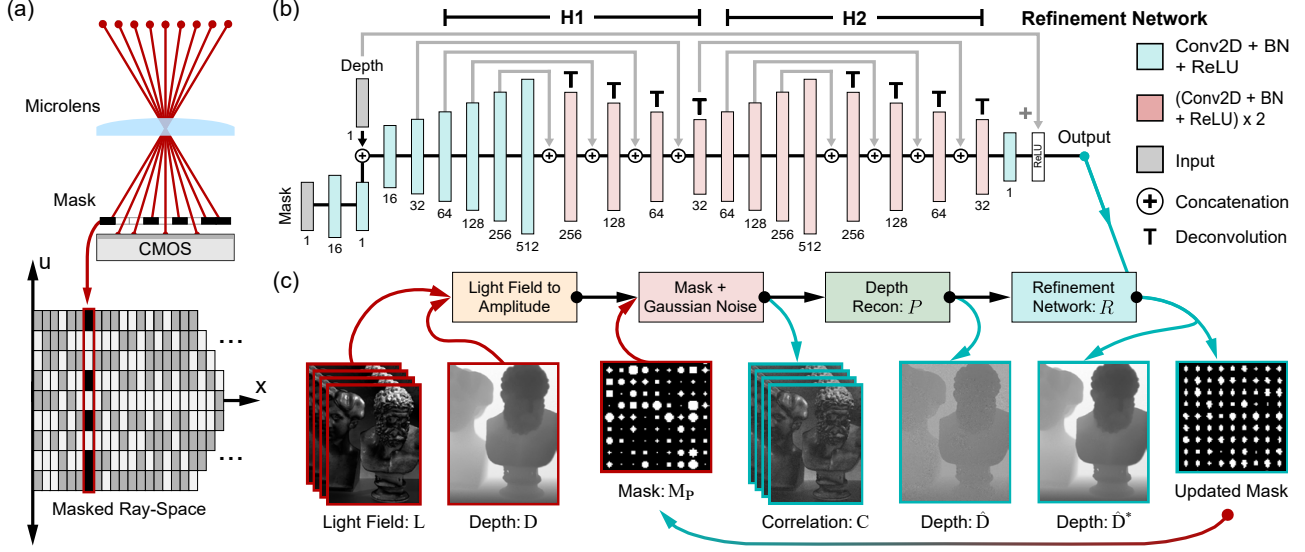 (a)
Microlens
Mask
CMOS
u
x
...
...
Masked Ray-Space
(b)
H1
H2
Refinement Network
Depth
1
Mask
1
16
1
16
32
64
128
256
512
T
256
T
128
T
64
T
32
64
128
256
512
T
256
T
128
T
64
T
32
1
+
ReLU
Output
Conv2D + BN
+ ReLU
(Conv2D + BN
+ ReLU) x 2
Input
Concatenation
T
Deconvolution
(c)
Light Field to
Amplitude
Mask +
Gaussian Noise
Depth
Recon: P
Refinement
Network: R
Light Field: L
Depth: D
Mask: M_P
Correlation: C
Depth: D̂
Depth: D̂*
Updated Mask